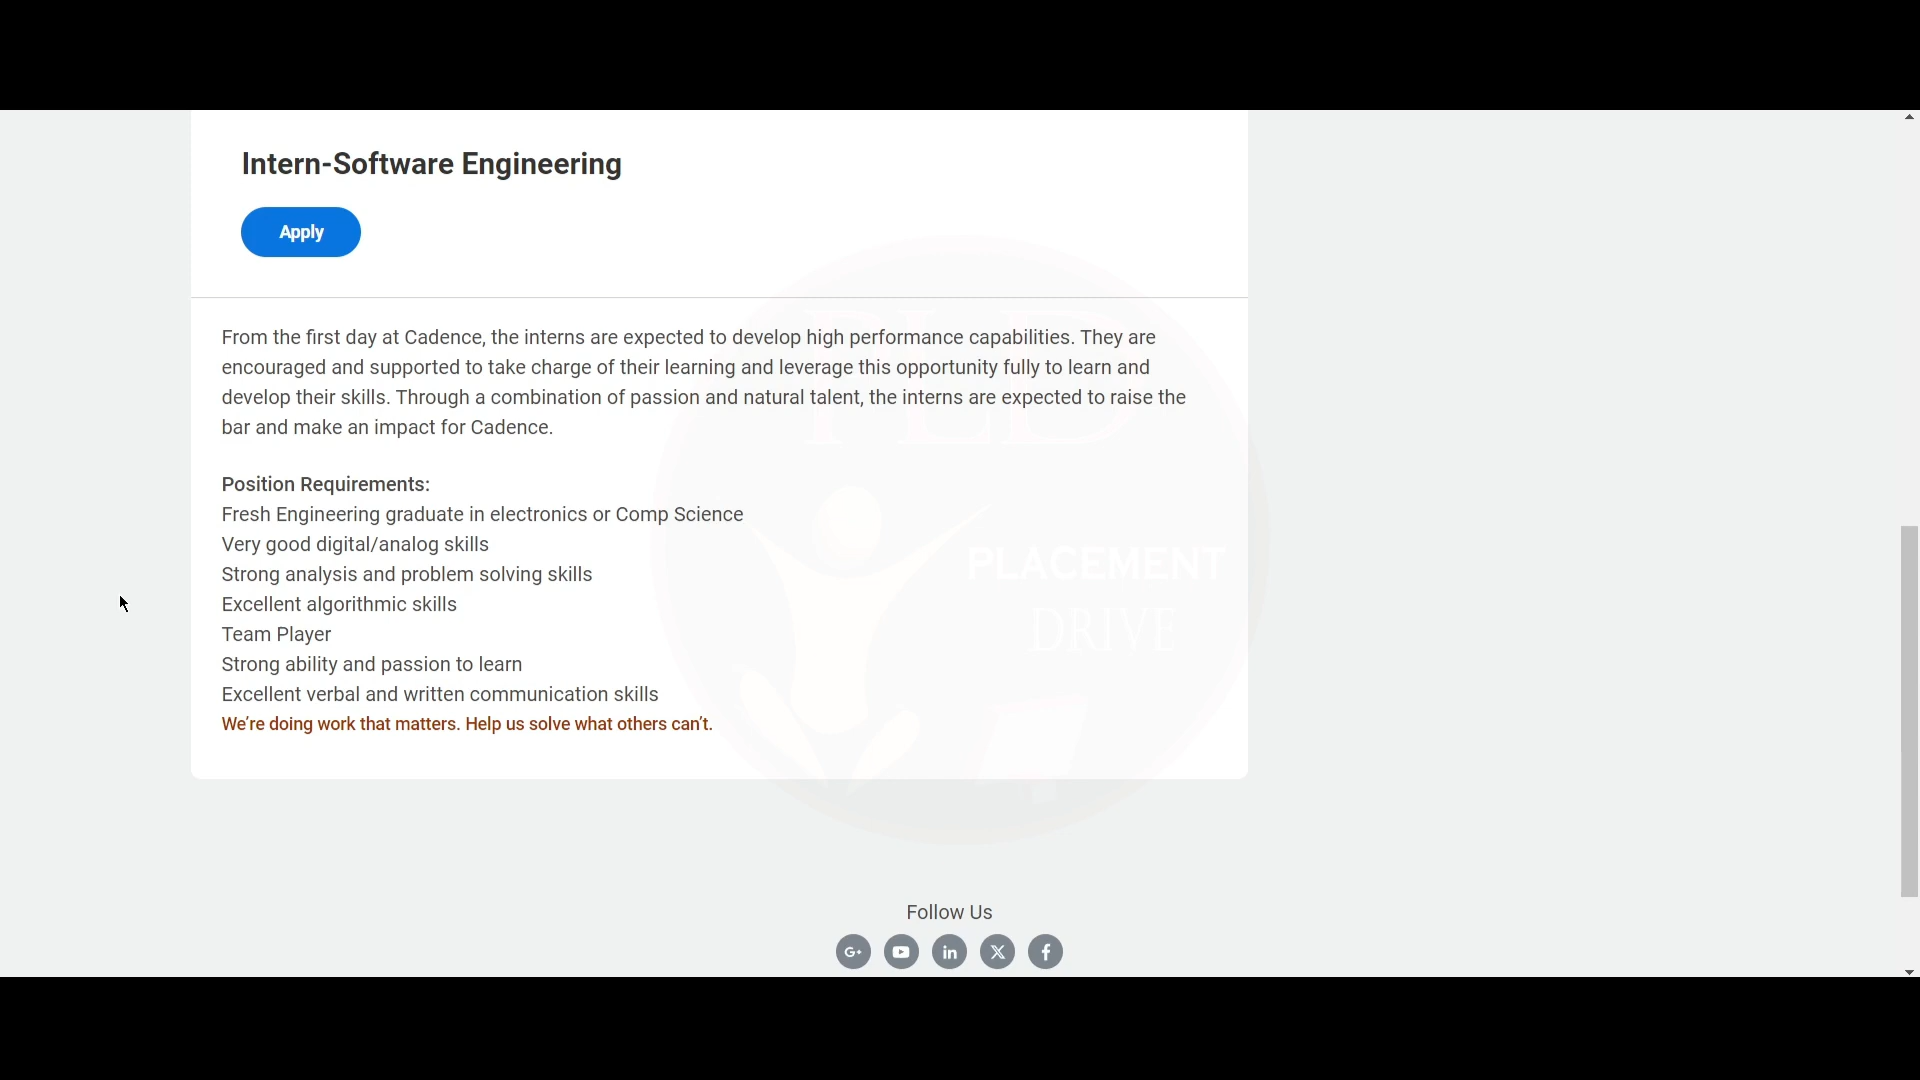 Intern-Software Engineering
Apply
From the first day at Cadence, the interns are expected to develop high performance capabilities. They are
encouraged and supported to take charge of their learning and leverage this opportunity fully to learn and
develop their skills. Through a combination of passion and natural talent, the interns are expected to raise the
bar and make an impact for Cadence.
Position Requirements:
Fresh Engineering graduate in electronics or Comp Science
Very good digital/analog skills
Strong analysis and problem solving skills
Excellent algorithmic skills
Team Player
Strong ability and passion to learn
Excellent verbal and written communication skills
We’re doing work that matters. Help us solve what others can’t.
PLD
PLACEMENT
DRIVE
Follow Us
G+
in
X
f